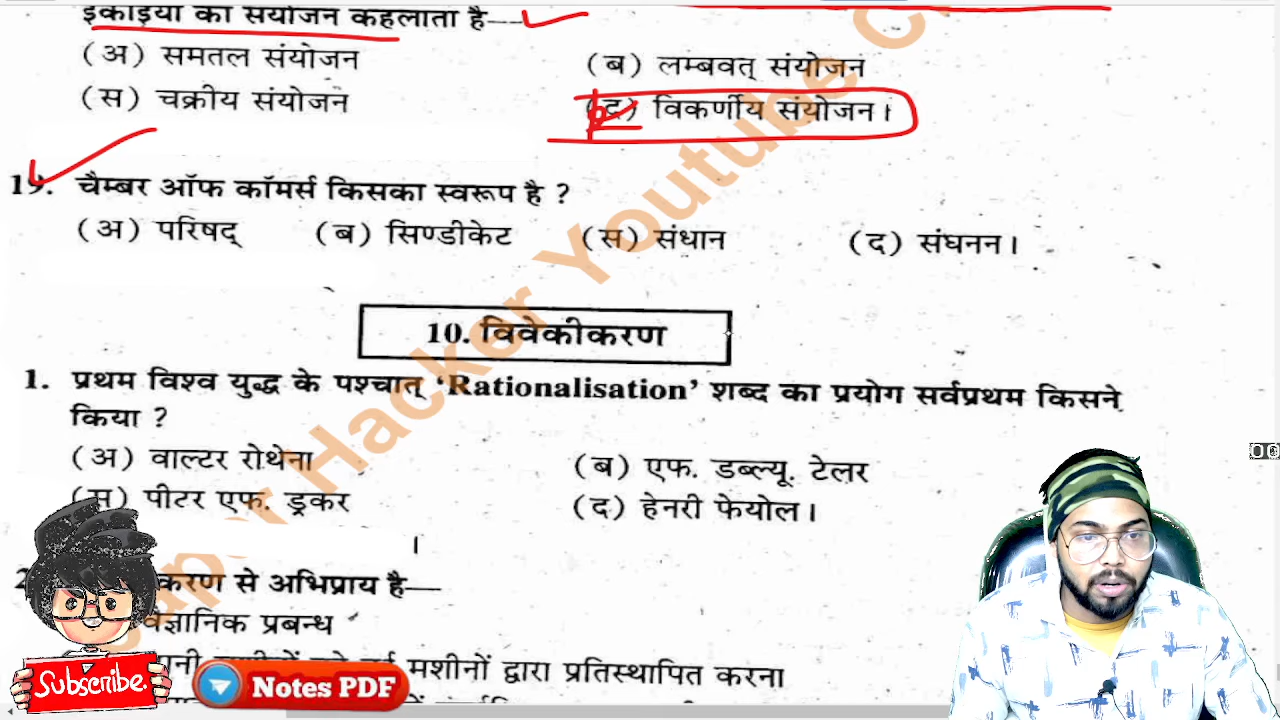 इकाइयों का संयोजन कहलाता है—
(अ) समतल संयोजन (ब) लम्बवत् संयोजन
(स) चक्रीय संयोजन (द) विकर्णीय संयोजन।
19. चैम्बर ऑफ कॉमर्स किसका स्वरूप है ?
(अ) परिषद् (ब) सिण्डीकेट (स) संधान (द) संघनन।
10. विवेकीकरण
1. प्रथम विश्व युद्ध के पश्चात् ‘Rationalisation’ शब्द का प्रयोग सर्वप्रथम किसने
किया ?
(अ) वाल्टर रोथेना (ब) एफ. डब्ल्यू. टेलर
(स) पीटर एफ. ड्रकर (द) हेनरी फेयोल।
करण से अभिप्राय है—
वैज्ञानिक प्रबन्ध
मशीनों द्वारा प्रतिस्थापित करना
Hacker Youtube
Subscribe.
Notes PDF